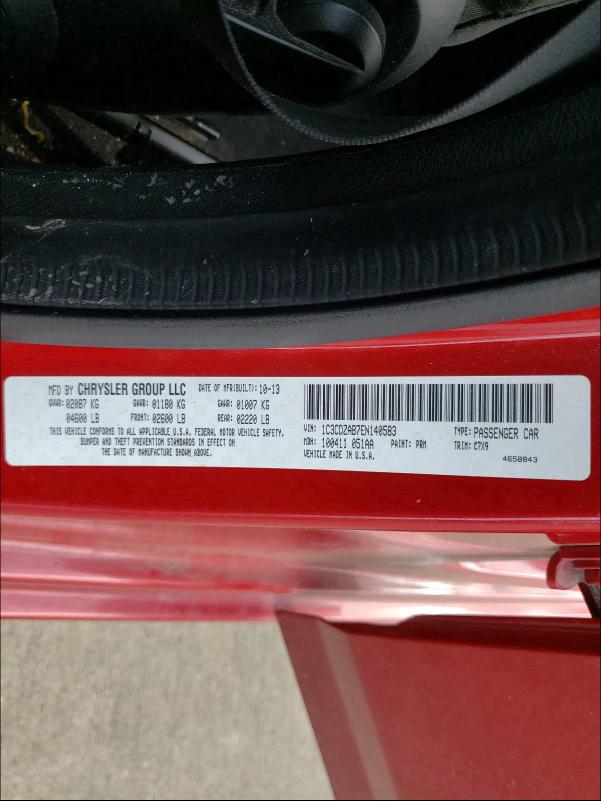 MFD BY CHRYSLER GROUP LLC DATE OF MFR(BUILT): 10-13
GVWR: 02087 KG GAWR: 01180 KG GAWR: 01007 KG
04600 LB FRONT: 02600 LB REAR: 02220 LB
THIS VEHICLE CONFORMS TO ALL APPLICABLE U.S.A. FEDERAL MOTOR VEHICLE SAFETY,
BUMPER AND THEFT PREVENTION STANDARDS IN EFFECT ON
THE DATE OF MANUFACTURE SHOWN ABOVE.
VIN: 1C3CDZAB7EN140583 TYPE: PASSENGER CAR
MDH: 100411 051AA PAINT: PRM TRIM: C7X9
VEHICLE MADE IN U.S.A. 4658843